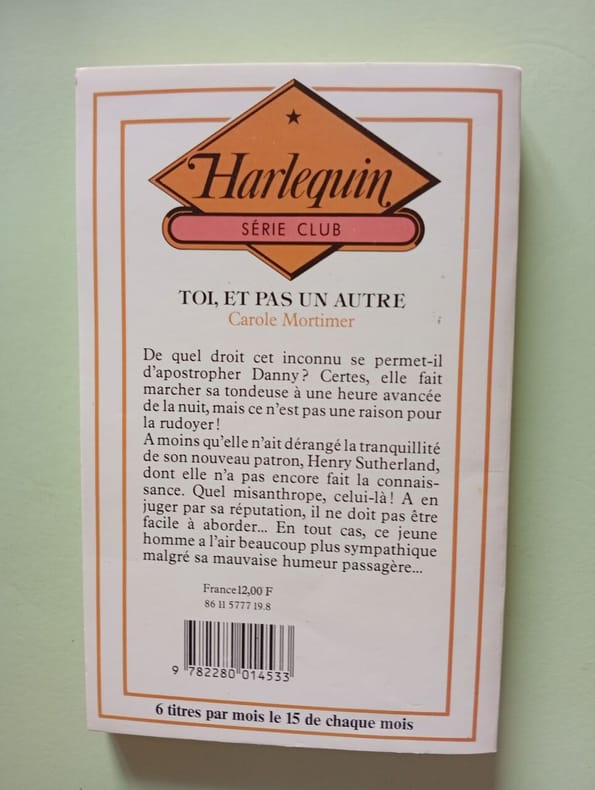 Harlequin
SÉRIE CLUB
TOI, ET PAS UN AUTRE
Carole Mortimer
De quel droit cet inconnu se permet-il
d'apostropher Danny? Certes, elle fait
marcher sa tondeuse à une heure avancée
de la nuit, mais ce n'est pas une raison pour
la rudoyer!
A moins qu'elle n'ait dérangé la tranquillité
de son nouveau patron, Henry Sutherland,
dont elle n'a pas encore fait la connais-
sance. Quel misanthrope, celui-là! A en
juger par sa réputation, il ne doit pas être
facile à aborder... En tout cas, ce jeune
homme a l'air beaucoup plus sympathique
malgré sa mauvaise humeur passagère...
France 12,00 F
86 11 5777 19.8
9 782280 014533
6 titres par mois le 15 de chaque mois